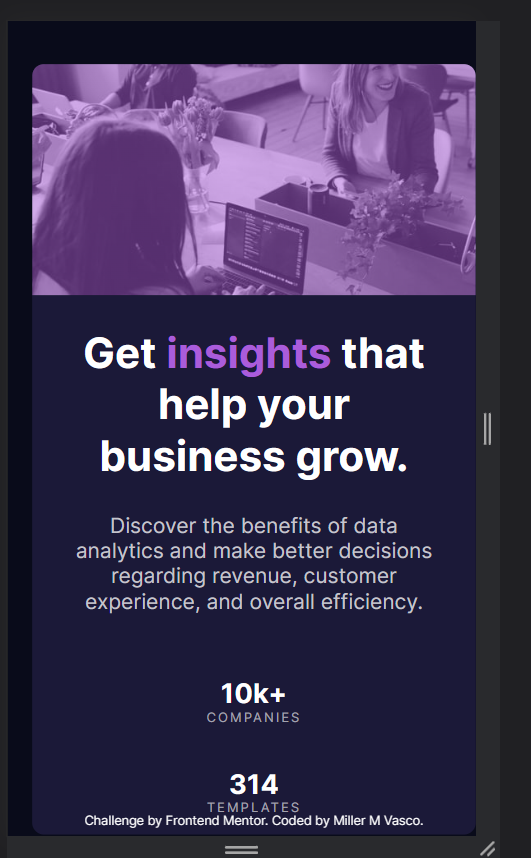 Get insights that
help your
business grow.
Discover the benefits of data
analytics and make better decisions
regarding revenue, customer
experience, and overall efficiency.
10k+
COMPANIES
314
TEMPLATES
Challenge by Frontend Mentor. Coded by Miller M Vasco.